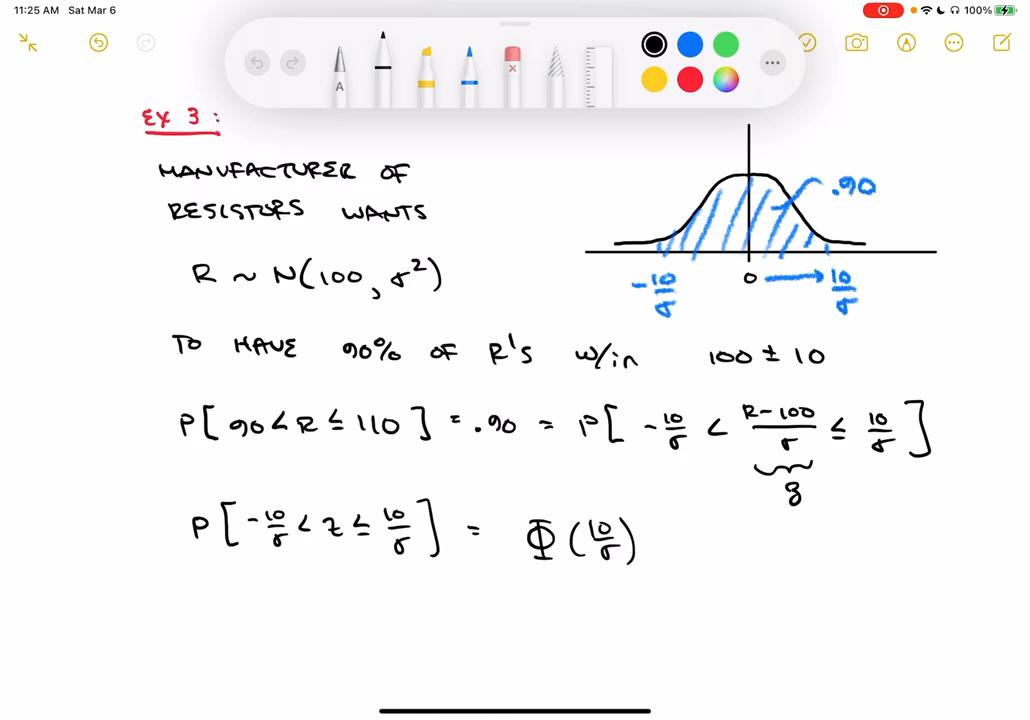 11:25 AM Sat Mar 6
100%
A
Ex 3 :
MANUFACTURER OF
RESISTORS WANTS
R ~ N(100, σ²)
.90
-10/σ 0 → 10/σ
TO HAVE 90% OF R's w/in 100 ± 10
P[ 90 < R ≤ 110 ] = .90 = P[ -10/σ < (R-100)/σ ≤ 10/σ ]
z
P[ -10/σ < z ≤ 10/σ ] = Φ(10/σ)